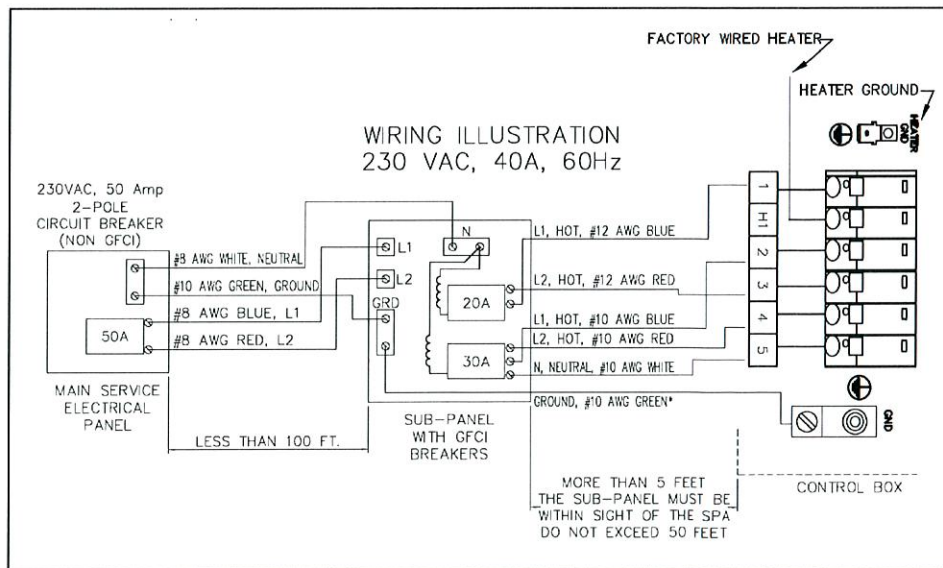 FACTORY WIRED HEATER
HEATER GROUND
HEATER
GND
WIRING ILLUSTRATION
230 VAC, 40A, 60Hz
230VAC, 50 Amp
2-POLE
CIRCUIT BREAKER
(NON GFCI)
#8 AWG WHITE, NEUTRAL
#10 AWG GREEN, GROUND
#8 AWG BLUE, L1
#8 AWG RED, L2
50A
MAIN SERVICE
ELECTRICAL
PANEL
LESS THAN 100 FT.
L1
L2
GRD
N
20A
30A
SUB-PANEL
WITH GFCI
BREAKERS
L1, HOT, #12 AWG BLUE
L2, HOT, #12 AWG RED
L1, HOT, #10 AWG BLUE
L2, HOT, #10 AWG RED
N, NEUTRAL, #10 AWG WHITE
GROUND, #10 AWG GREEN*
MORE THAN 5 FEET
THE SUB-PANEL MUST BE
WITHIN SIGHT OF THE SPA
DO NOT EXCEED 50 FEET
1
H1
2
3
4
5
GND
CONTROL BOX